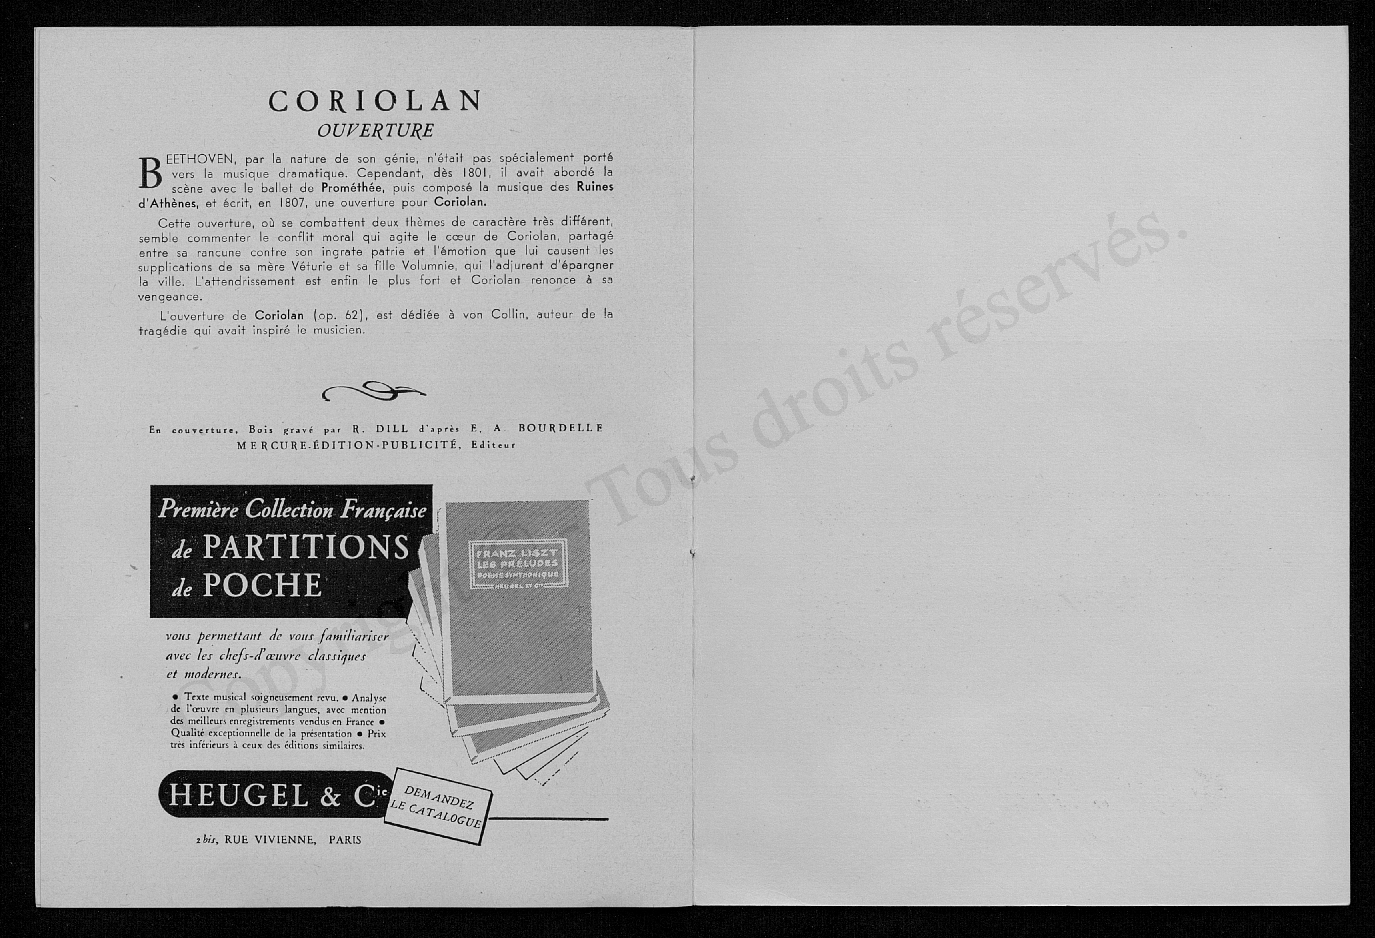 CORIOLAN
OUVERTURE
BEETHOVEN, par la nature de son génie, n'était pas spécialement porté
vers la musique dramatique. Cependant, dès 1801, il avait abordé la
scène avec le ballet de Prométhée, puis composé la musique des Ruines
d'Athènes, et écrit, en 1807, une ouverture pour Coriolan.
Cette ouverture, où se combattent deux thèmes de caractère très différent,
semble commenter le conflit moral qui agite le cœur de Coriolan, partagé
entre sa rancune contre son ingrate patrie et l'émotion que lui causent les
supplications de sa mère Véturie et sa fille Volumnie, qui l'adjurent d'épargner
la ville. L'attendrissement est enfin le plus fort et Coriolan renonce à sa
vengeance.
L'ouverture de Coriolan (op. 62), est dédiée à von Collin, auteur de la
tragédie qui avait inspiré le musicien.
En couverture, Bois gravé par R. DILL d'après E. A. BOURDELLE
MERCURE-ÉDITION-PUBLICITÉ, Editeur
Première Collection Française
de PARTITIONS
de POCHE
FRANZ LISZT
LES PRÉLUDES
POÈME SYMPHONIQUE
HEUGEL ET Cie
vous permettant de vous familiariser
avec les chefs-d'œuvre classiques
et modernes.
• Texte musical soigneusement revu. • Analyse
de l'œuvre en plusieurs langues, avec mention
des meilleurs enregistrements vendus en France •
Qualité exceptionnelle de la présentation • Prix
très inférieurs à ceux des éditions similaires.
HEUGEL & Cie
DEMANDEZ
LE CATALOGUE
2 bis, RUE VIVIENNE, PARIS
Copyright © - Tous droits réservés.